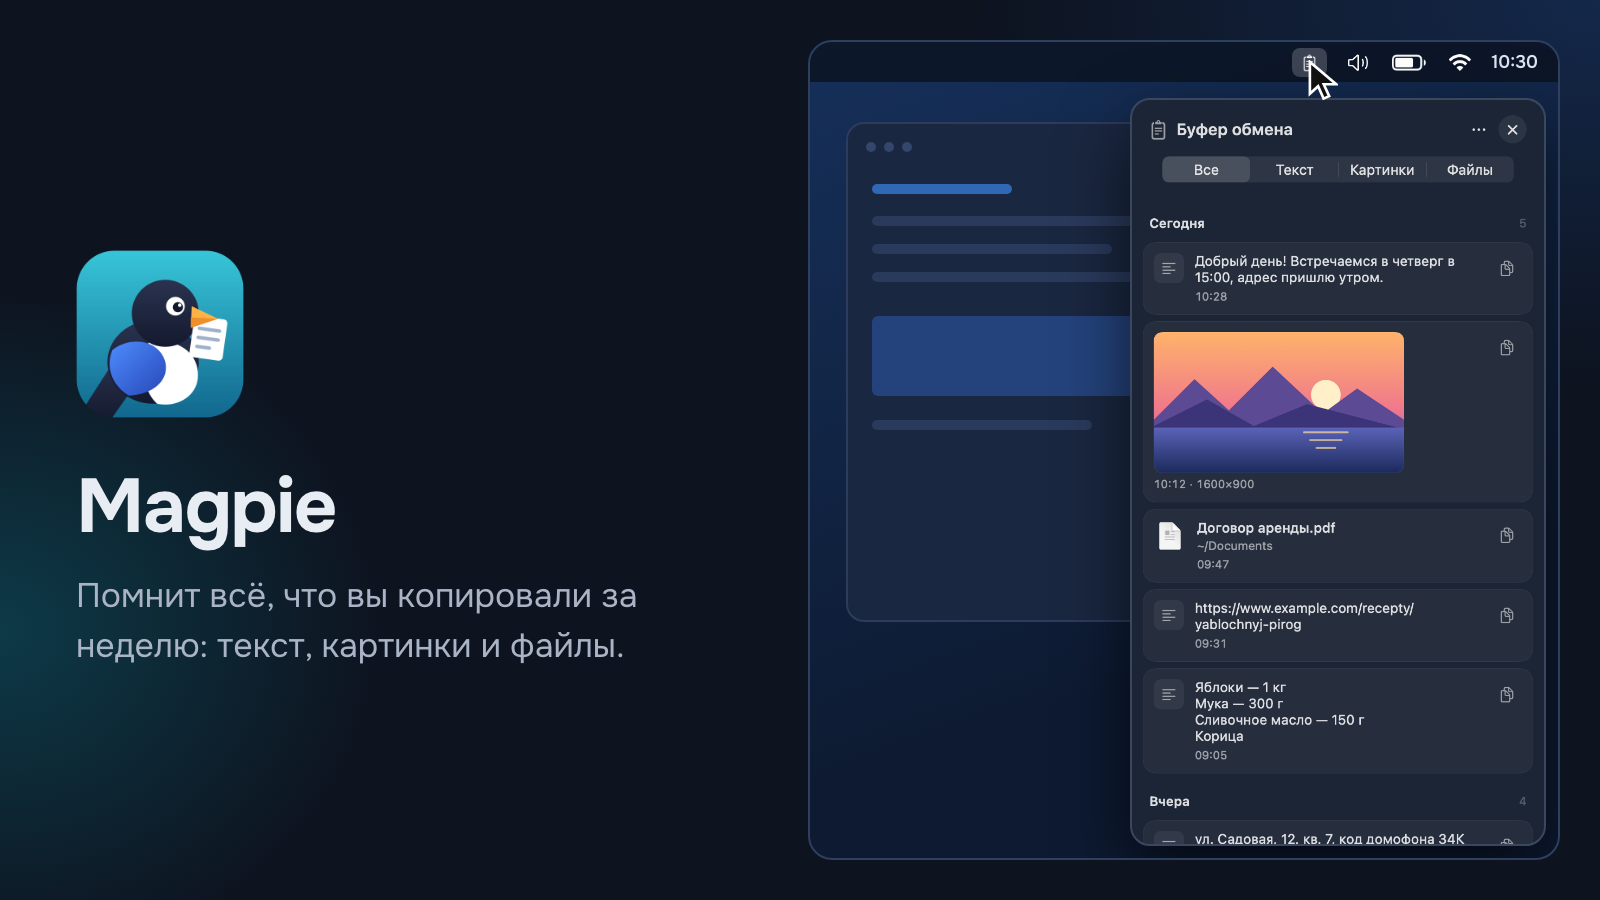 Magpie
Помнит всё, что вы копировали за
неделю: текст, картинки и файлы.
10:30
Буфер обмена
Все
Текст
Картинки
Файлы
Сегодня
5
Добрый день! Встречаемся в четверг в
15:00, адрес пришлю утром.
10:28
10:12 · 1600×900
Договор аренды.pdf
~/Documents
09:47
https://www.example.com/recepty/
yablochnyj-pirog
09:31
Яблоки — 1 кг
Мука — 300 г
Сливочное масло — 150 г
Корица
09:05
Вчера
4
ул. Садовая, 12, кв. 7, код домофона 34К